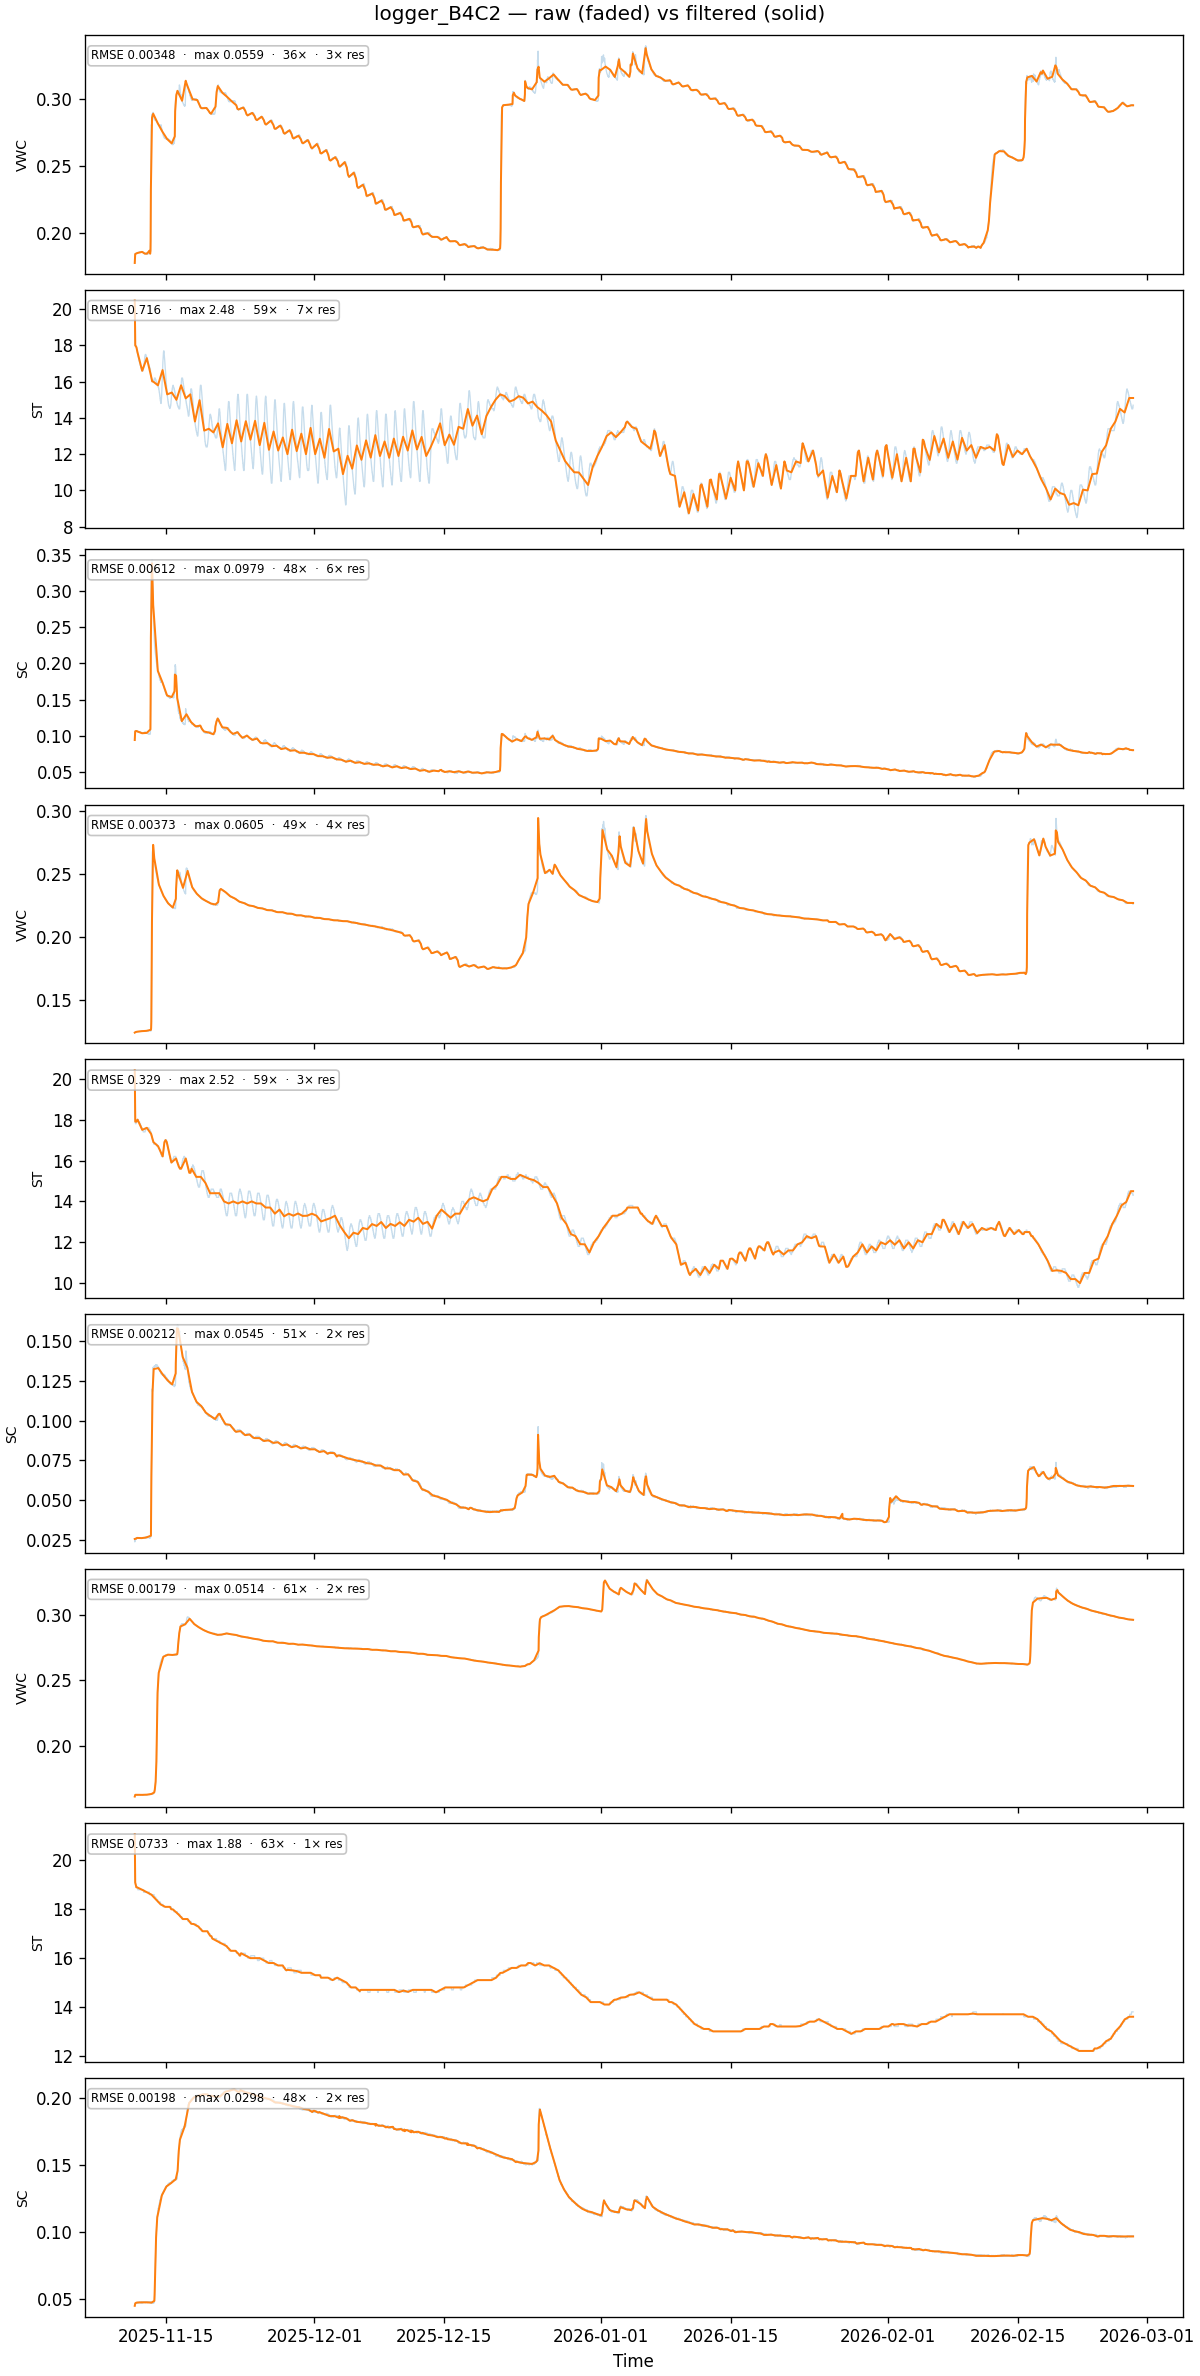 logger_B4C2 — raw (faded) vs filtered (solid)
RMSE 0.00348 · max 0.0559 · 36× · 3× res
0.30
0.25
0.20
VWC
RMSE 0.716 · max 2.48 · 59× · 7× res
20
18
16
14
12
10
8
ST
RMSE 0.00612 · max 0.0979 · 48× · 6× res
0.35
0.30
0.25
0.20
0.15
0.10
0.05
SC
RMSE 0.00373 · max 0.0605 · 49× · 4× res
0.30
0.25
0.20
0.15
VWC
RMSE 0.329 · max 2.52 · 59× · 3× res
20
18
16
14
12
10
ST
RMSE 0.00212 · max 0.0545 · 51× · 2× res
0.150
0.125
0.100
0.075
0.050
0.025
SC
RMSE 0.00179 · max 0.0514 · 61× · 2× res
0.30
0.25
0.20
VWC
RMSE 0.0733 · max 1.88 · 63× · 1× res
20
18
16
14
12
ST
RMSE 0.00198 · max 0.0298 · 48× · 2× res
0.20
0.15
0.10
0.05
SC
2025-11-15 2025-12-01 2025-12-15 2026-01-01 2026-01-15 2026-02-01 2026-02-15 2026-03-01
Time